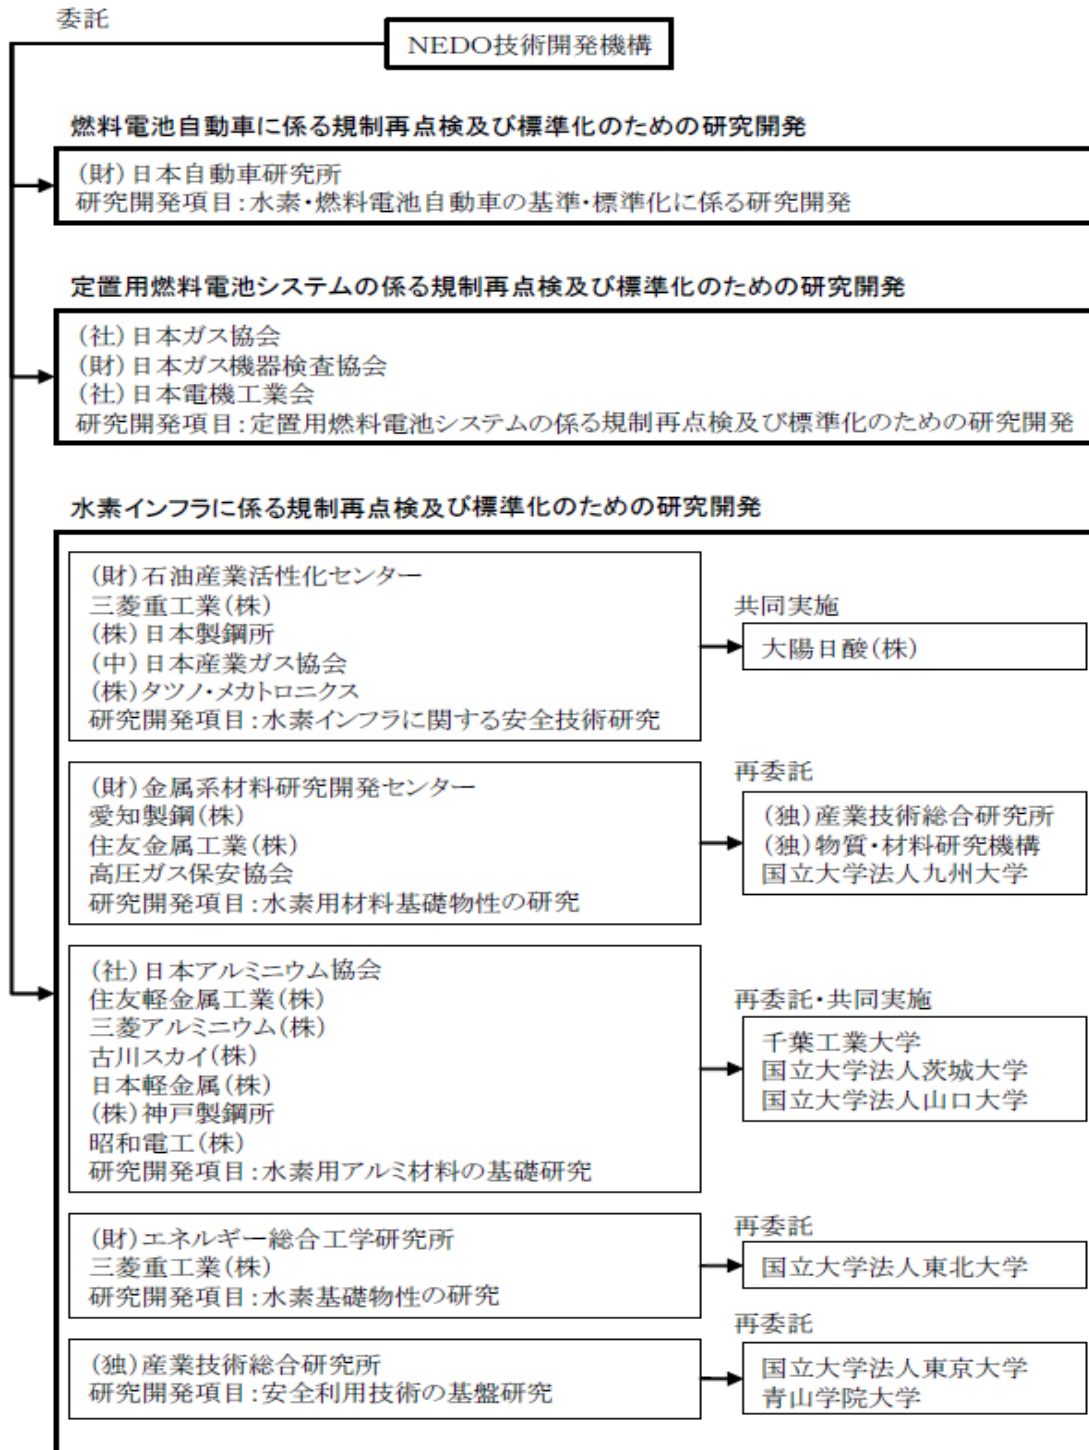 委託
NEDO技術開発機構
燃料電池自動車に係る規制再点検及び標準化のための研究開発
(財)日本自動車研究所
研究開発項目:水素・燃料電池自動車の基準・標準化に係る研究開発
定置用燃料電池システムの係る規制再点検及び標準化のための研究開発
(社)日本ガス協会
(財)日本ガス機器検査協会
(社)日本電機工業会
研究開発項目:定置用燃料電池システムの係る規制再点検及び標準化のための研究開発
水素インフラに係る規制再点検及び標準化のための研究開発
(財)石油産業活性化センター
三菱重工業(株)
(株)日本製鋼所
(中)日本産業ガス協会
(株)タツノ・メカトロニクス
研究開発項目:水素インフラに関する安全技術研究
共同実施
大陽日酸(株)
(財)金属系材料研究開発センター
愛知製鋼(株)
住友金属工業(株)
高圧ガス保安協会
研究開発項目:水素用材料基礎物性の研究
再委託
(独)産業技術総合研究所
(独)物質・材料研究機構
国立大学法人九州大学
(社)日本アルミニウム協会
住友軽金属工業(株)
三菱アルミニウム(株)
古川スカイ(株)
日本軽金属(株)
(株)神戸製鋼所
昭和電工(株)
研究開発項目:水素用アルミ材料の基礎研究
再委託・共同実施
千葉工業大学
国立大学法人茨城大学
国立大学法人山口大学
(財)エネルギー総合工学研究所
三菱重工業(株)
研究開発項目:水素基礎物性の研究
再委託
国立大学法人東北大学
(独)産業技術総合研究所
研究開発項目:安全利用技術の基盤研究
再委託
国立大学法人東京大学
青山学院大学